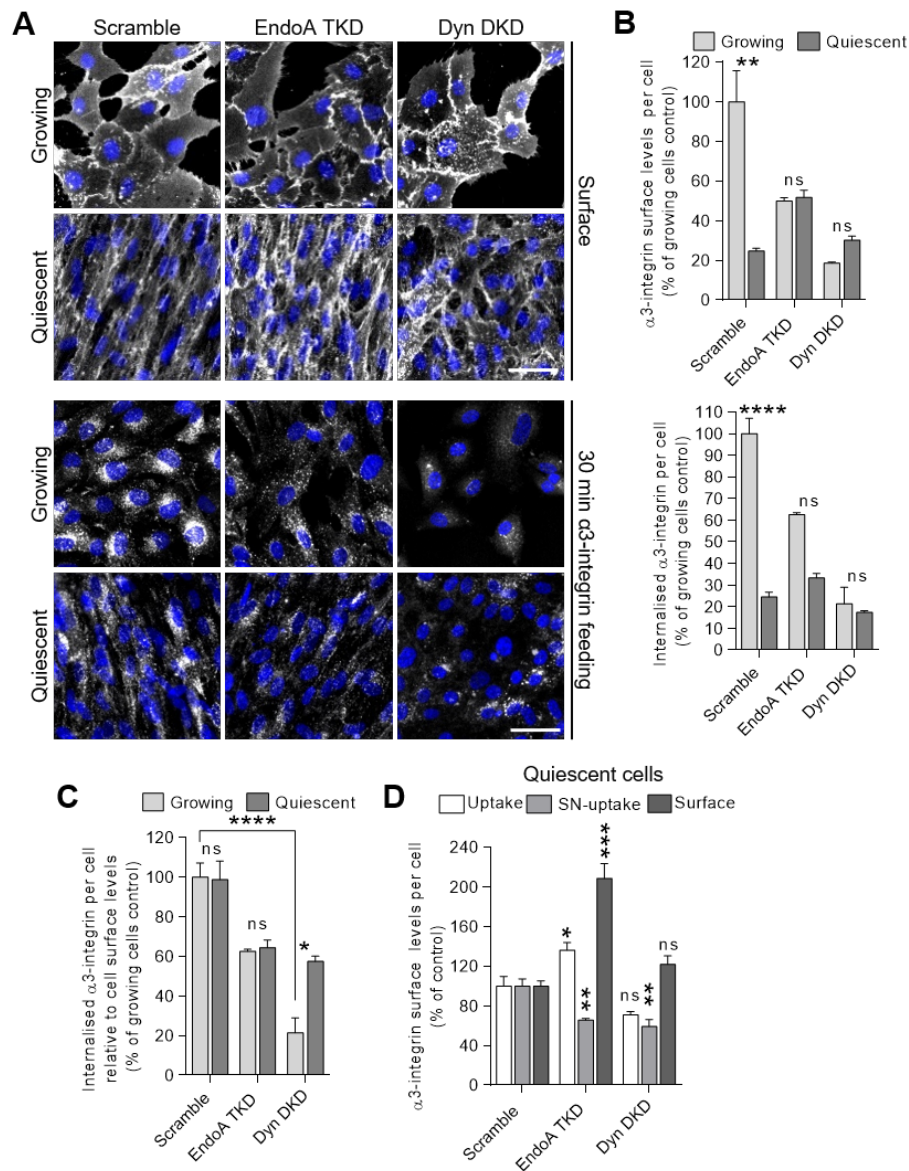 A
Scramble
EndoA TKD
Dyn DKD
Growing
Quiescent
Surface
Growing
Quiescent
30 min α3-integrin feeding
B
Growing
Quiescent
α3-integrin surface levels per cell
(% of growing cells control)
120
100
80
60
40
20
0
**
ns
ns
Scramble
EndoA TKD
Dyn DKD
Internalised α3-integrin per cell
(% of growing cells control)
110
100
90
80
70
60
50
40
30
20
10
0
****
ns
ns
Scramble
EndoA TKD
Dyn DKD
C
Growing
Quiescent
Internalised α3-integrin per cell
relative to cell surface levels
(% of growing cells control)
120
100
80
60
40
20
0
****
ns
ns
*
Scramble
EndoA TKD
Dyn DKD
D
Quiescent cells
Uptake
SN-uptake
Surface
α3-integrin surface levels per cell
(% of control)
240
200
160
120
80
40
0
*
**
***
ns
**
ns
Scramble
EndoA TKD
Dyn DKD